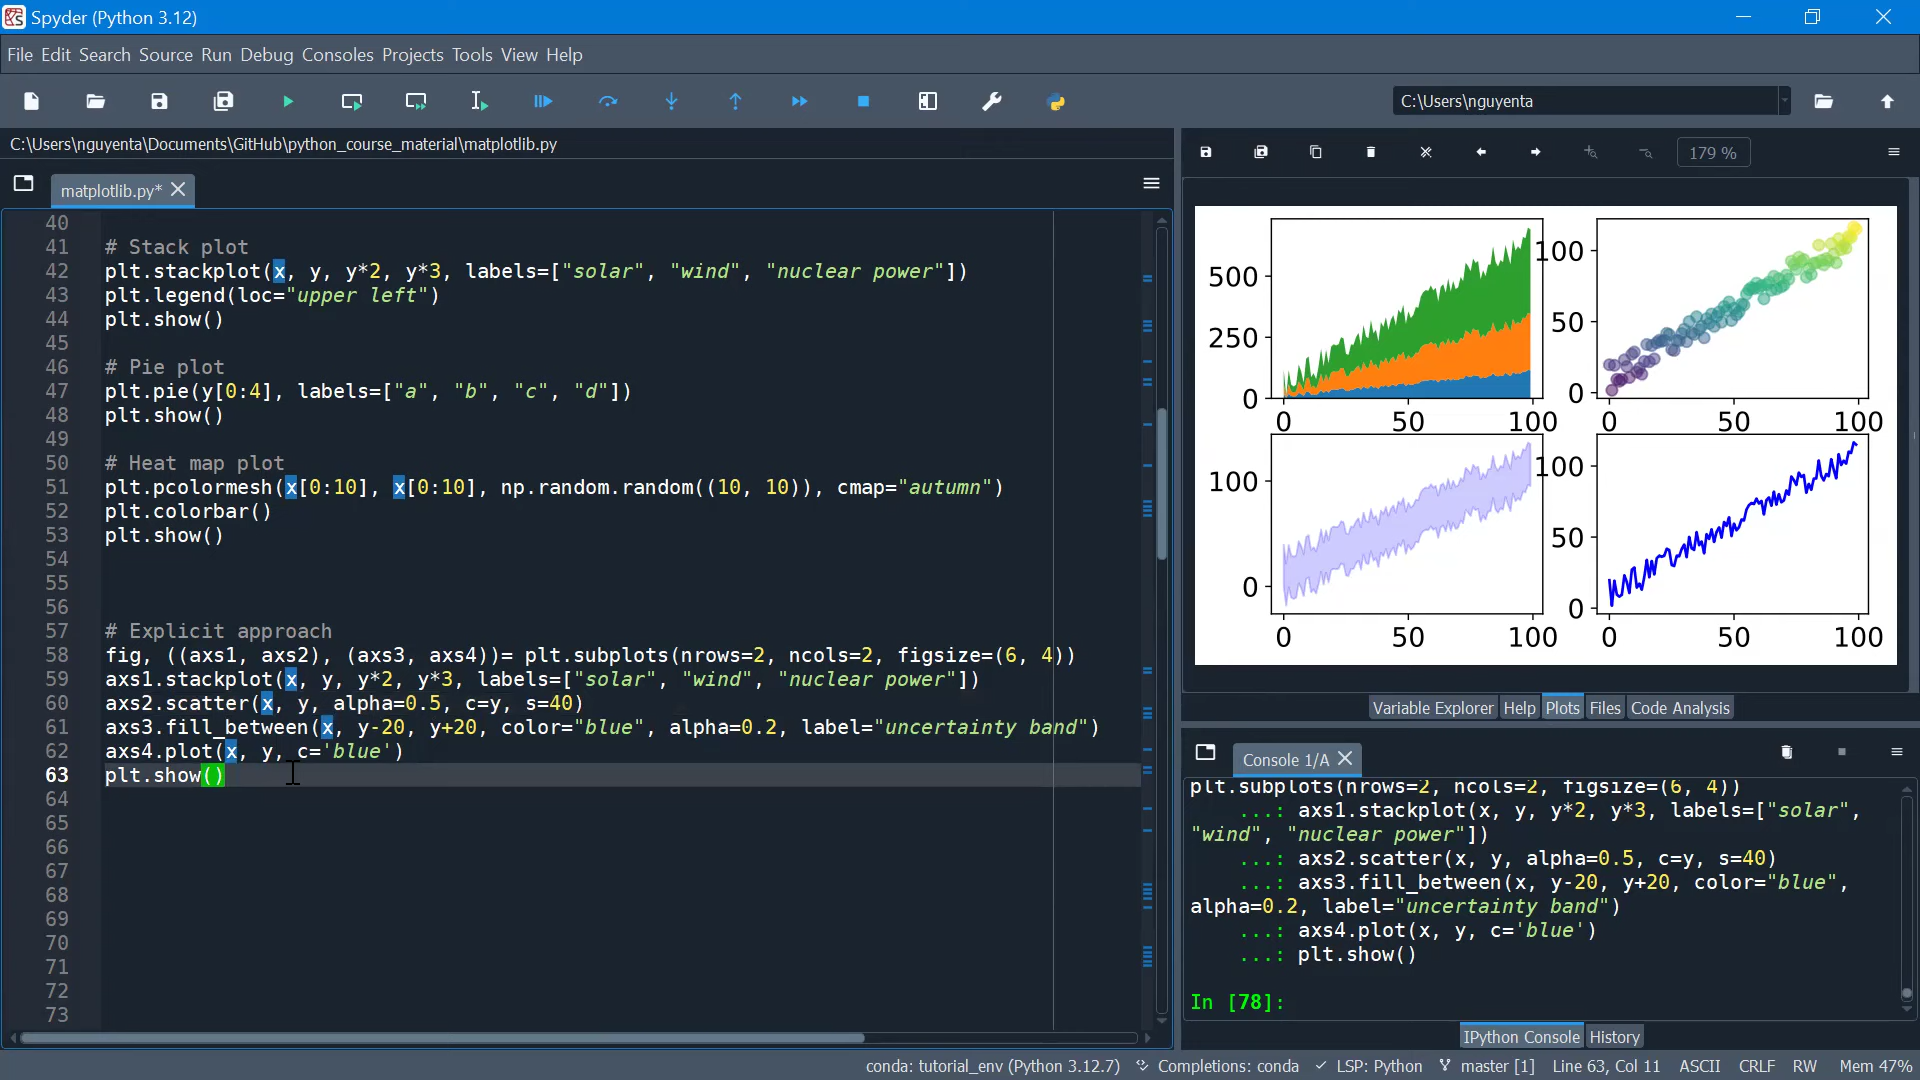 Spyder (Python 3.12)
File Edit Search Source Run Debug Consoles Projects Tools View Help
C:\Users\nguyenta
C:\Users\nguyenta\Documents\GitHub\python_course_material\matplotlib.py
matplotlib.py*
40
41 # Stack plot
42 plt.stackplot(x, y, y*2, y*3, labels=["solar", "wind", "nuclear power"])
43 plt.legend(loc="upper left")
44 plt.show()
45
46 # Pie plot
47 plt.pie(y[0:4], labels=["a", "b", "c", "d"])
48 plt.show()
49
50 # Heat map plot
51 plt.pcolormesh(x[0:10], x[0:10], np.random.random((10, 10)), cmap="autumn")
52 plt.colorbar()
53 plt.show()
54
55
56
57 # Explicit approach
58 fig, ((axs1, axs2), (axs3, axs4))= plt.subplots(nrows=2, ncols=2, figsize=(6, 4))
59 axs1.stackplot(x, y, y*2, y*3, labels=["solar", "wind", "nuclear power"])
60 axs2.scatter(x, y, alpha=0.5, c=y, s=40)
61 axs3.fill_between(x, y-20, y+20, color="blue", alpha=0.2, label="uncertainty band")
62 axs4.plot(x, y, c='blue')
63 plt.show()
64
65
66
67
68
69
70
71
72
73
179 %
500
250
0
0 50 100
100
50
0
0 50 100
100
0
0 50 100
100
50
0
0 50 100
Variable Explorer Help Plots Files Code Analysis
Console 1/A
plt.subplots(nrows=2, ncols=2, figsize=(6, 4))
...: axs1.stackplot(x, y, y*2, y*3, labels=["solar",
"wind", "nuclear power"])
...: axs2.scatter(x, y, alpha=0.5, c=y, s=40)
...: axs3.fill_between(x, y-20, y+20, color="blue",
alpha=0.2, label="uncertainty band")
...: axs4.plot(x, y, c='blue')
...: plt.show()
In [78]:
IPython Console History
conda: tutorial_env (Python 3.12.7) Completions: conda LSP: Python master [1] Line 63, Col 11 ASCII CRLF RW Mem 47%